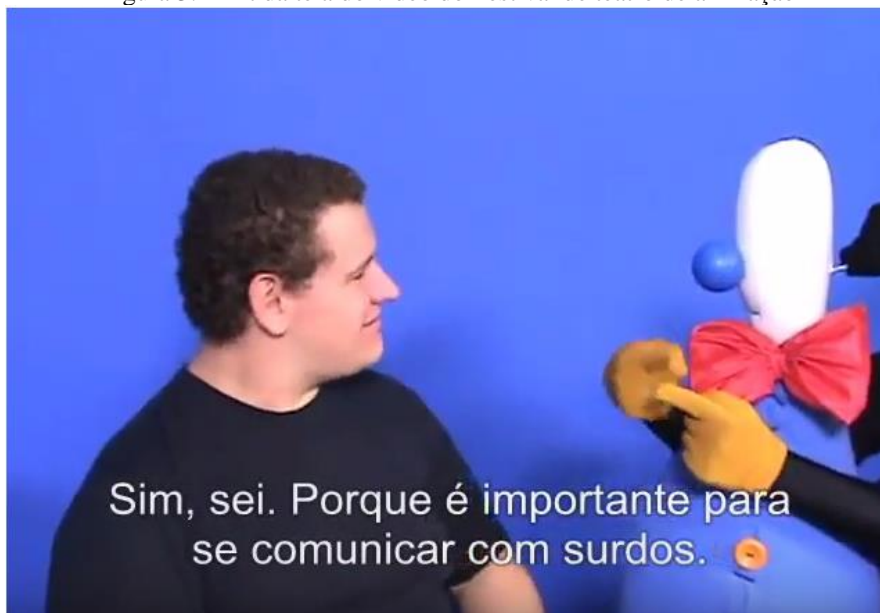 Sim, sei. Porque é importante para
se comunicar com surdos.